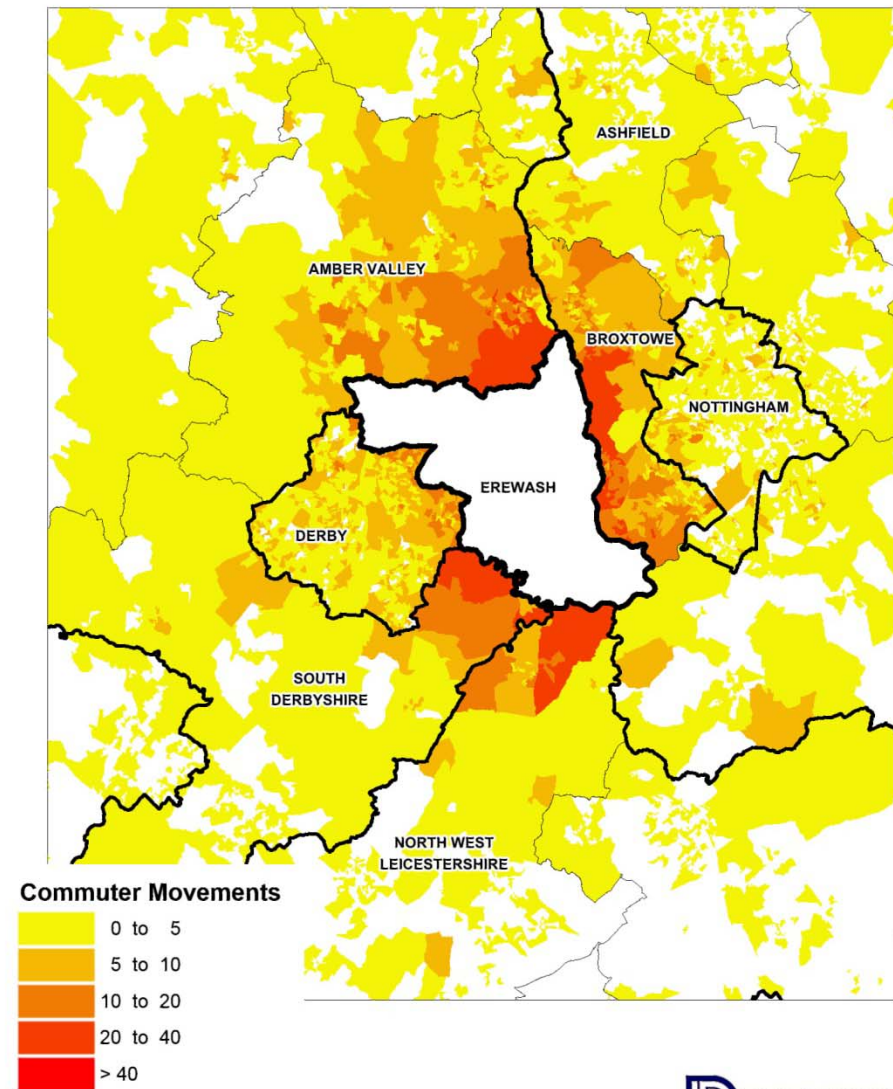 ASHFIELD
AMBER VALLEY
BROXTOWE
NOTTINGHAM
EREWASH
DERBY
SOUTH
DERBYSHIRE
NORTH WEST
LEICESTERSHIRE
Commuter Movements
0 to 5
5 to 10
10 to 20
20 to 40
> 40